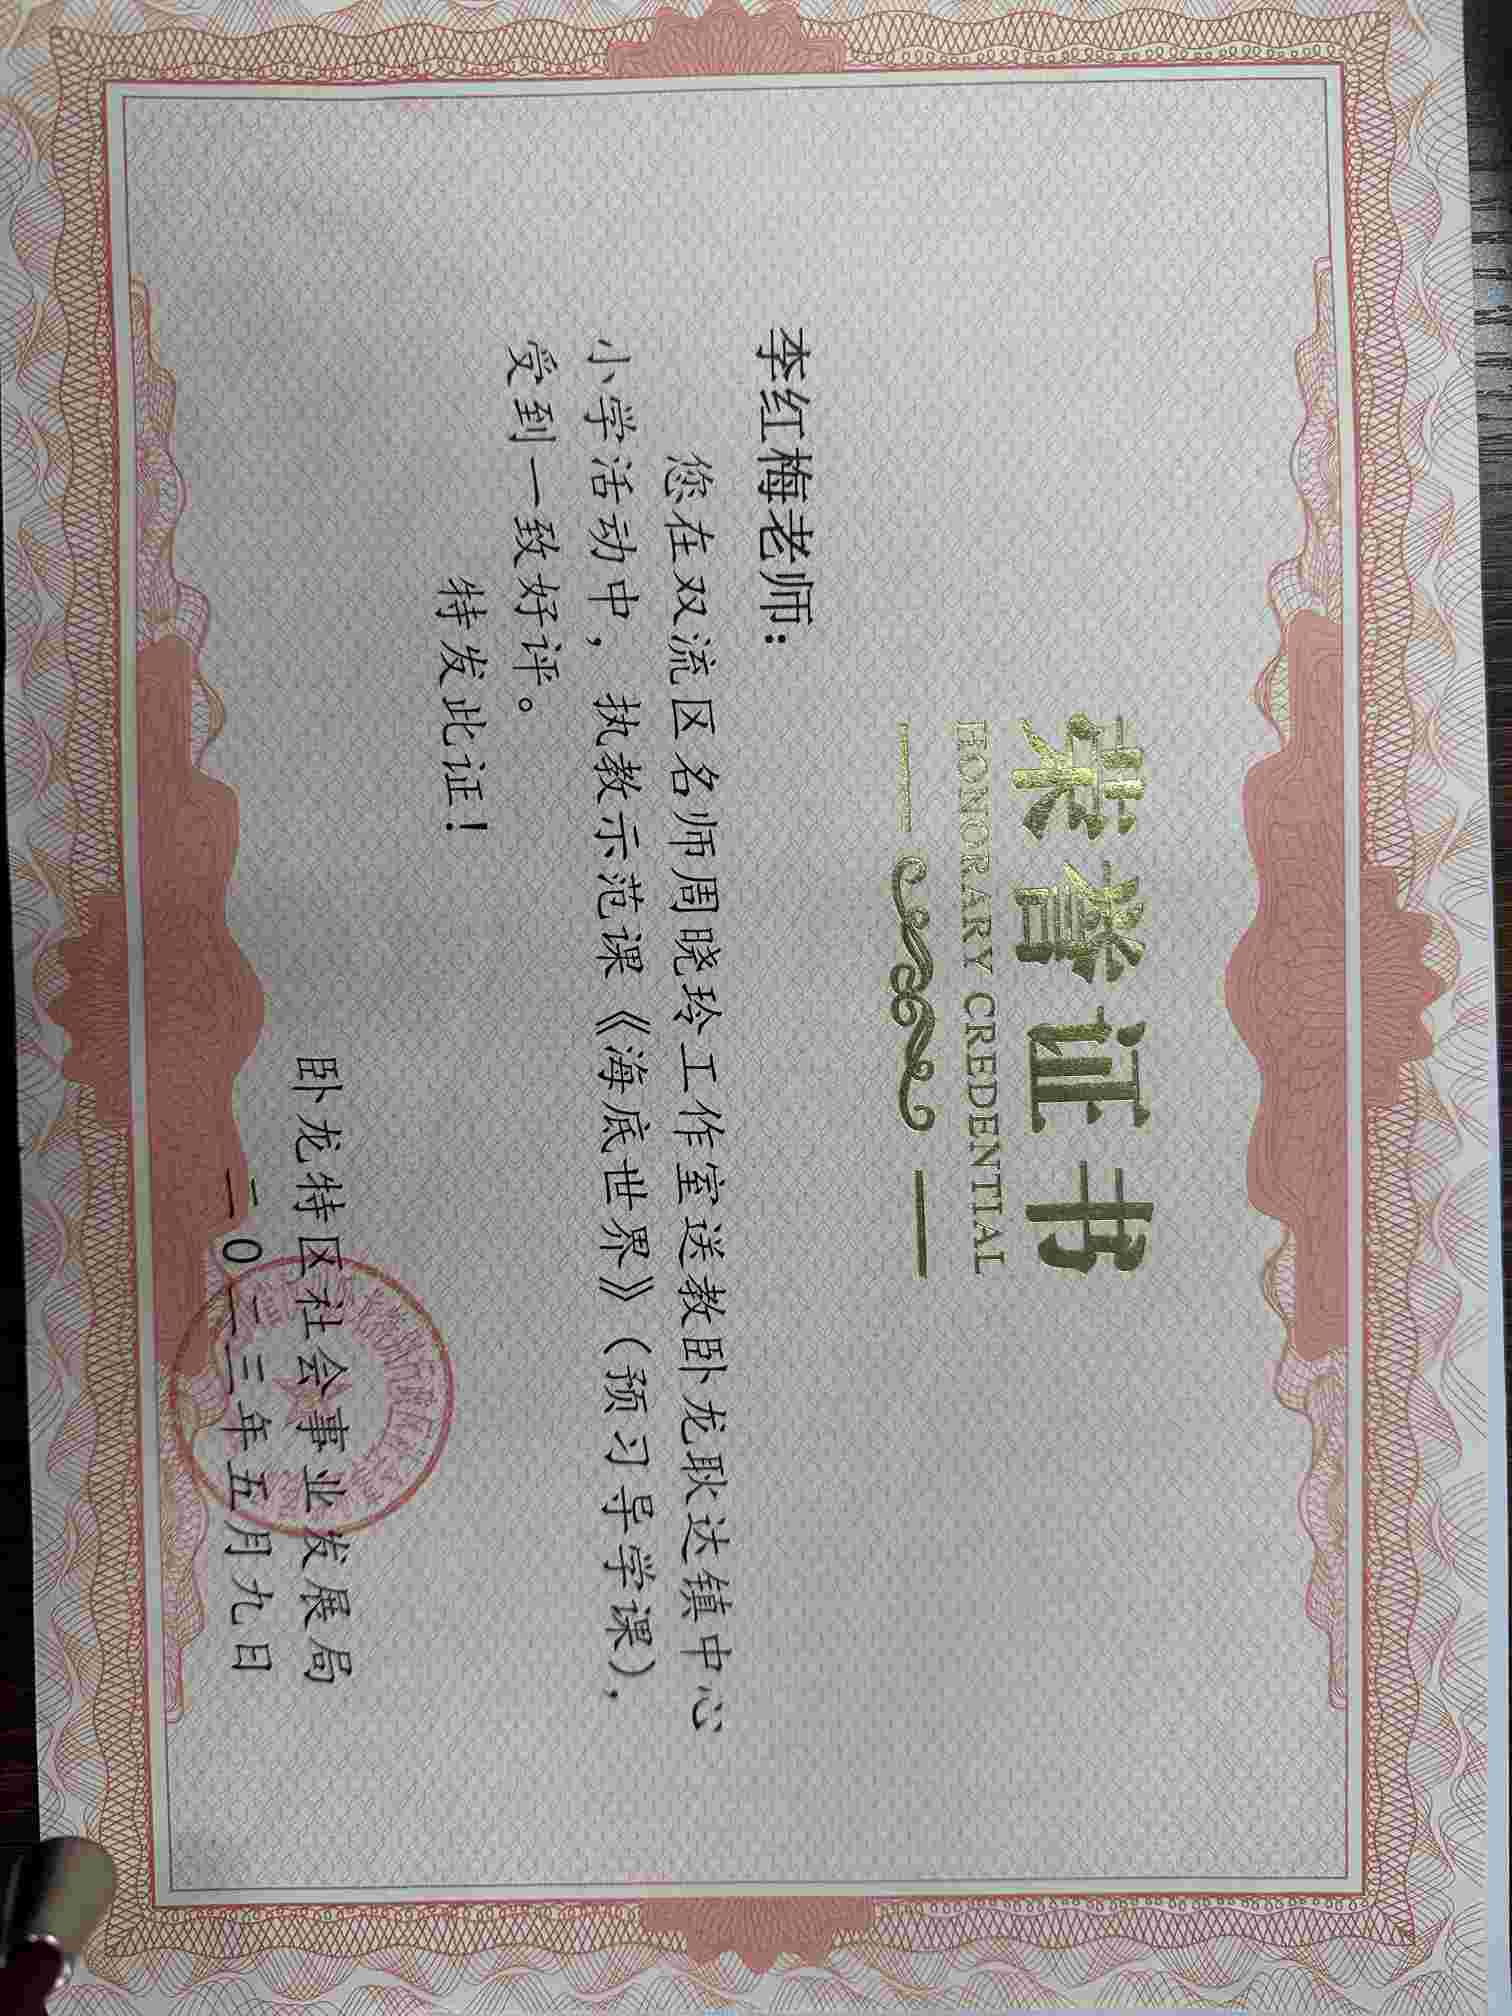 荣誉证书
HONORARY CREDENTIAL
李红梅老师：
您在双流区名师周晓玲工作室送教卧龙耿达镇中心
小学活动中，执教示范课《海底世界》（预习导学课），
受到一致好评。
特发此证！
卧龙特区社会事业发展局
二0二三年五月九日